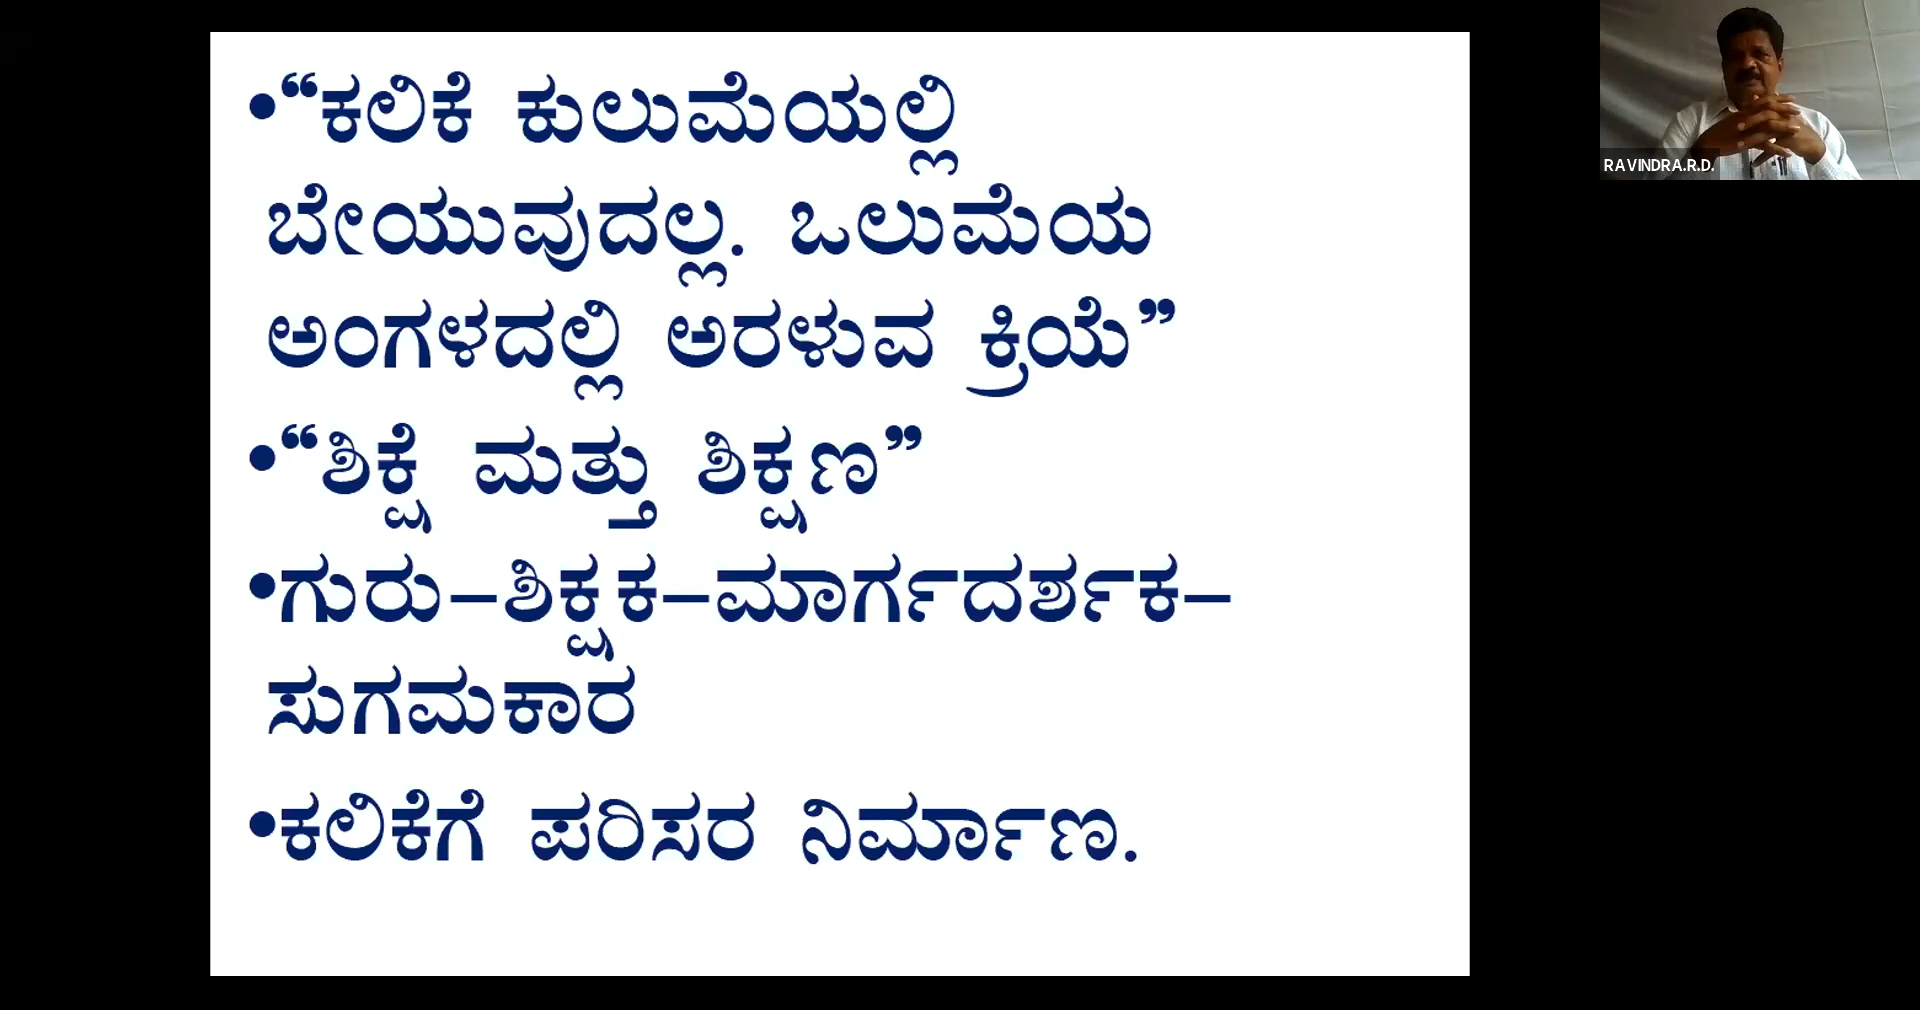 •“ಕಲಿಕೆ ಕುಲುಮೆಯಲ್ಲಿ
ಬೇಯುವುದಲ್ಲ. ಒಲುಮೆಯ
ಅಂಗಳದಲ್ಲಿ ಅರಳುವ ಕ್ರಿಯೆ”
•“ಶಿಕ್ಷೆ ಮತ್ತು ಶಿಕ್ಷಣ”
•ಗುರು–ಶಿಕ್ಷಕ–ಮಾರ್ಗದರ್ಶಕ–
ಸುಗಮಕಾರ
•ಕಲಿಕೆಗೆ ಪರಿಸರ ನಿರ್ಮಾಣ.
RAVINDRA.R.D.